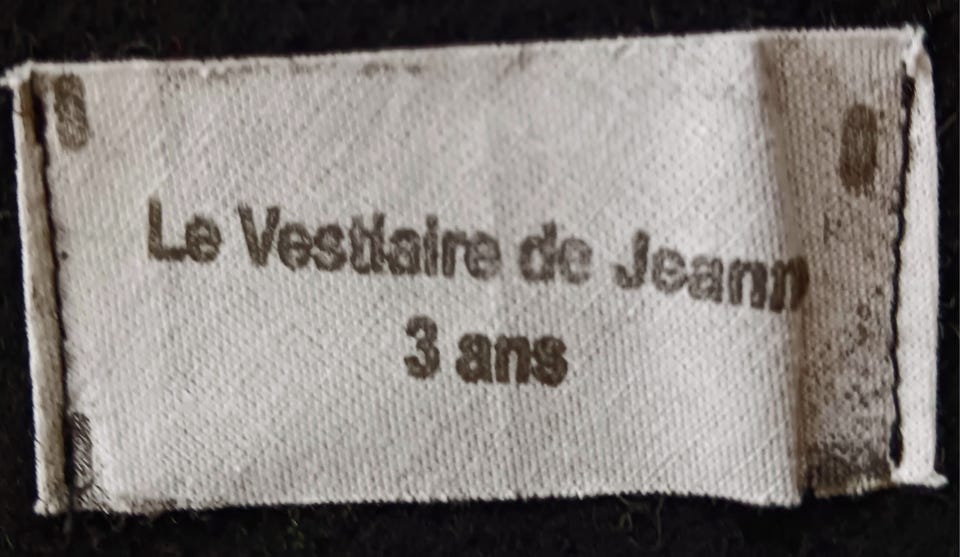 Le Vestiaire de Jeann
3 ans